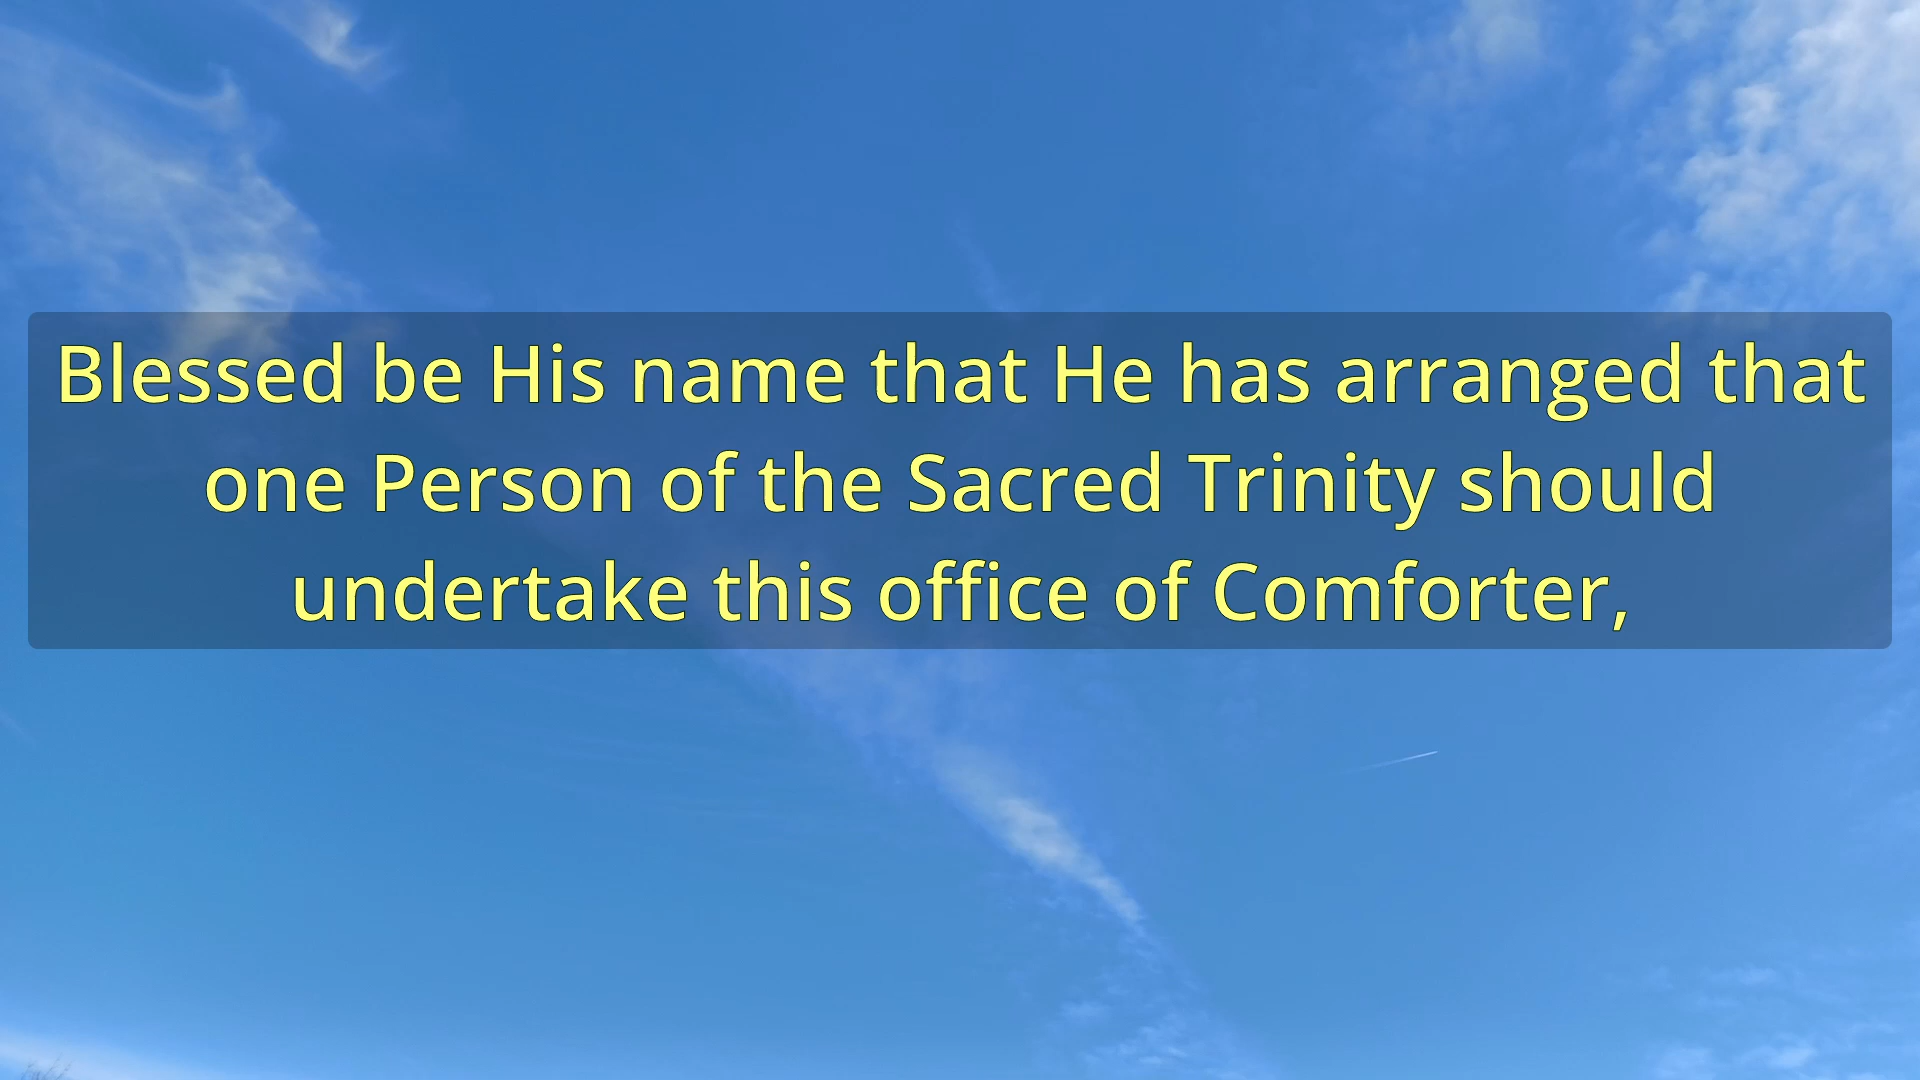 Blessed be His name that He has arranged that
one Person of the Sacred Trinity should
undertake this office of Comforter,